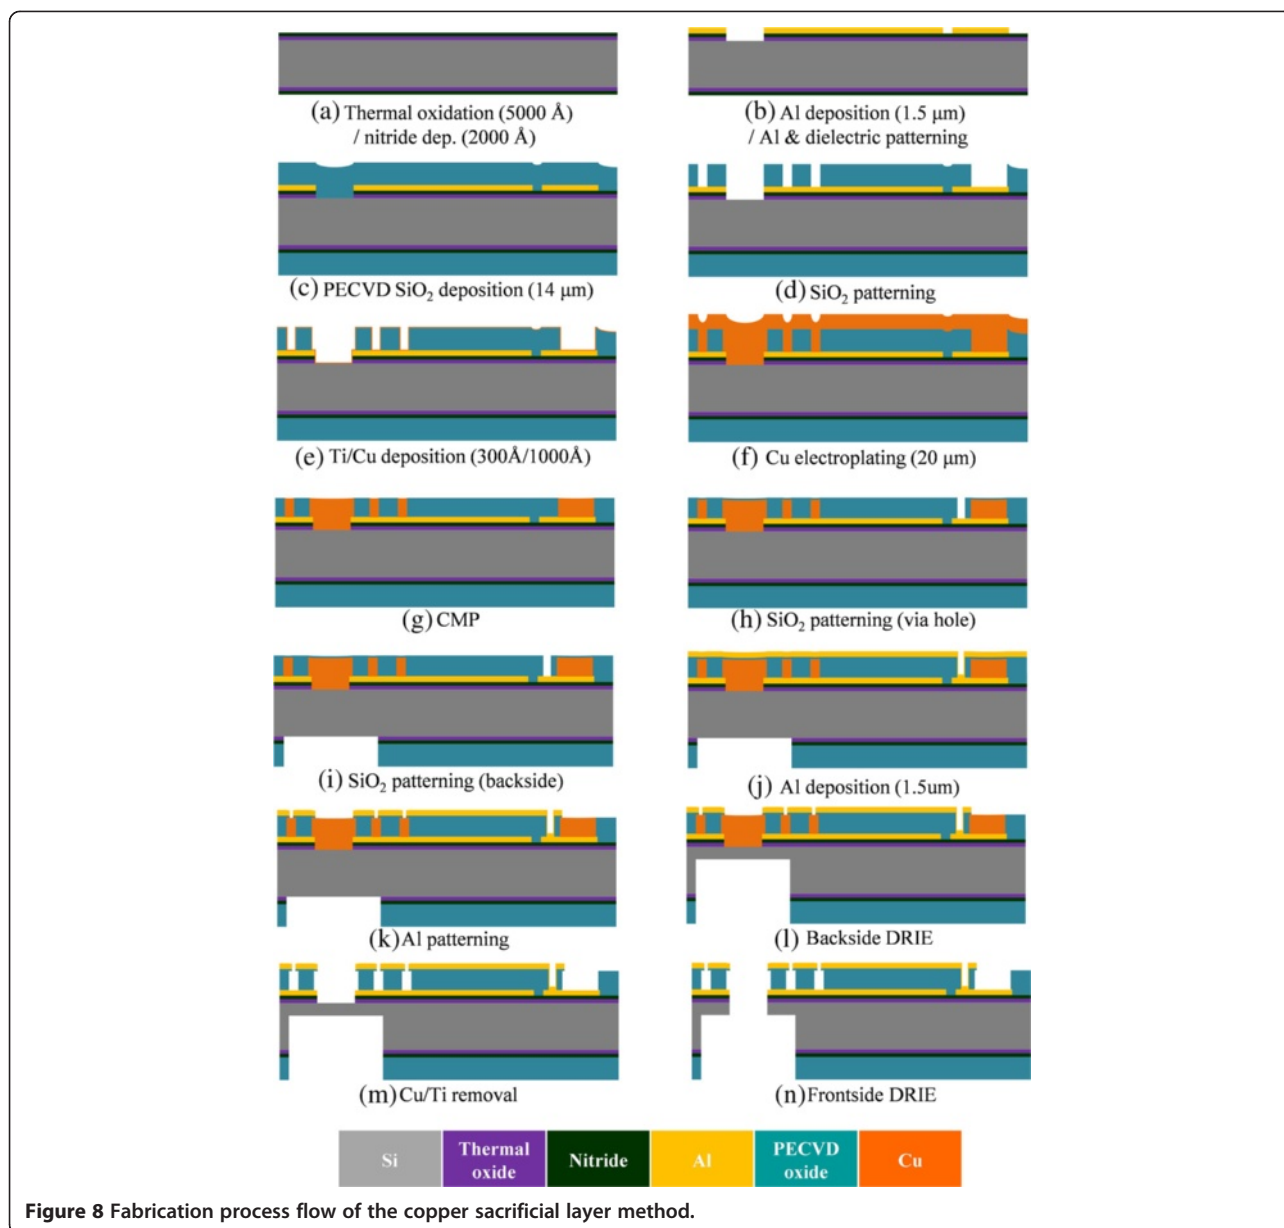 (a) Thermal oxidation (5000 Å)
/ nitride dep. (2000 Å)
(b) Al deposition (1.5 μm)
/ Al & dielectric patterning
(c) PECVD SiO₂ deposition (14 μm)
(d) SiO₂ patterning
(e) Ti/Cu deposition (300Å/1000Å)
(f) Cu electroplating (20 μm)
(g) CMP
(h) SiO₂ patterning (via hole)
(i) SiO₂ patterning (backside)
(j) Al deposition (1.5um)
(k) Al patterning
(l) Backside DRIE
(m) Cu/Ti removal
(n) Frontside DRIE
Si
Thermal
oxide
Nitride
Al
PECVD
oxide
Cu
Figure 8 Fabrication process flow of the copper sacrificial layer method.